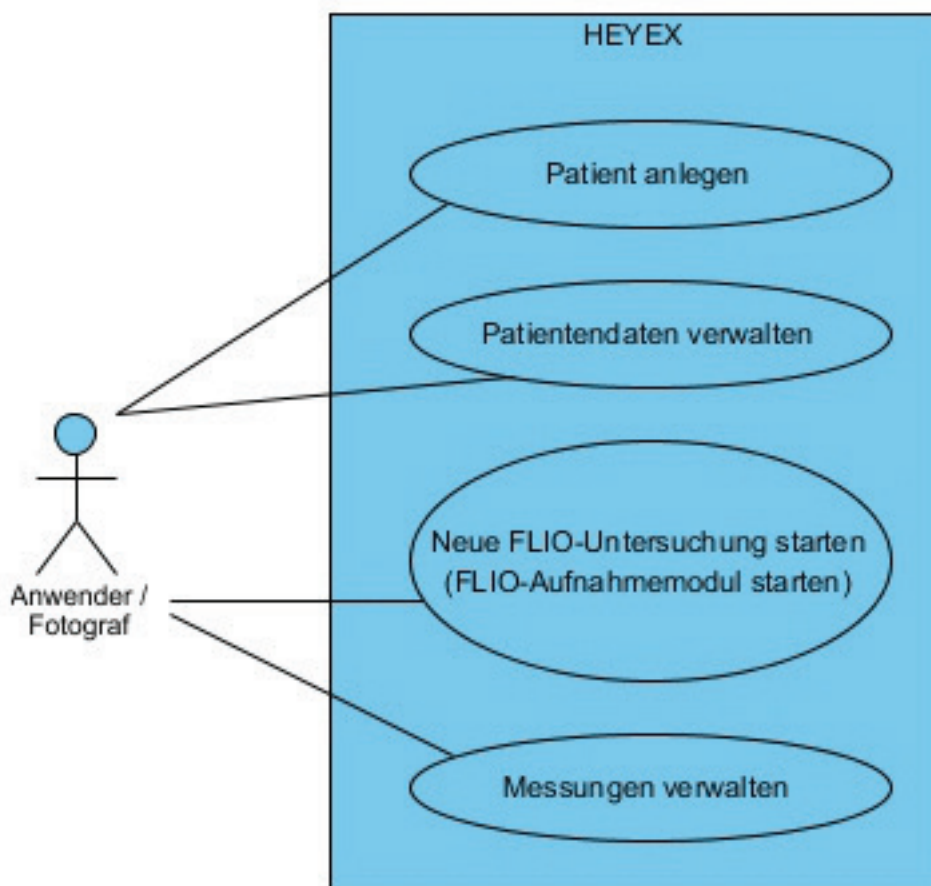 HEYEX
Patient anlegen
Patientendaten verwalten
Neue FLIO-Untersuchung starten
(FLIO-Aufnahmemodul starten)
Anwender /
Fotograf
Messungen verwalten